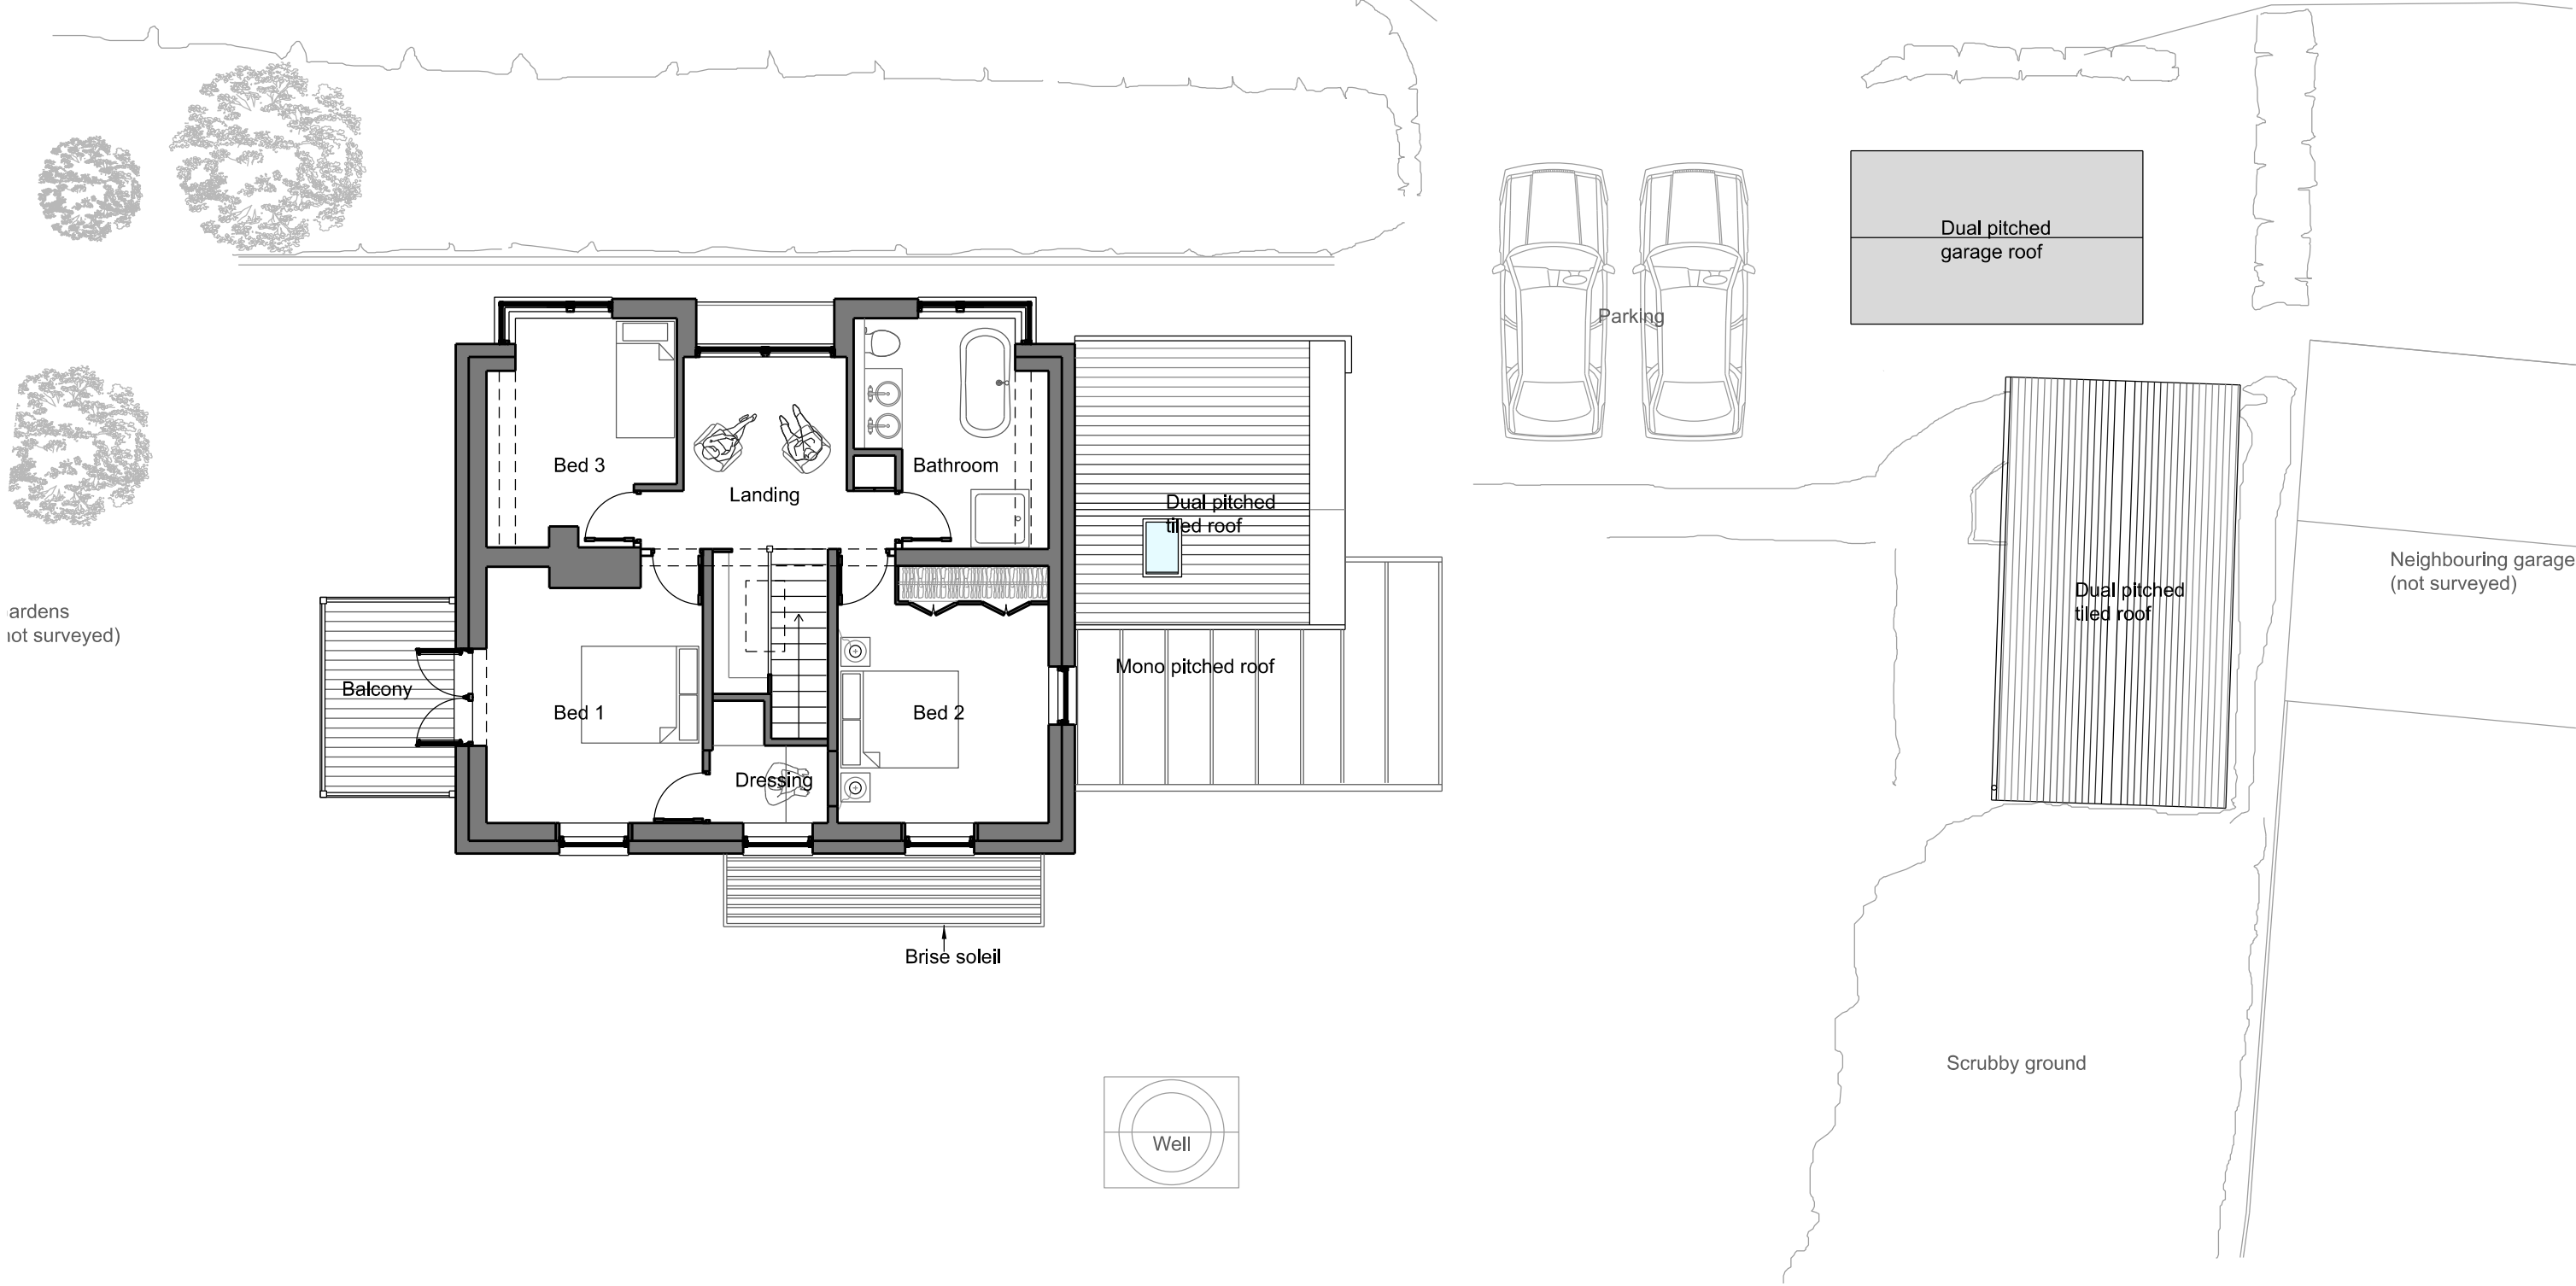 Dual pitched
garage roof
Parking
Bed 3
Bathroom
Landing
Dual pitched
tiled roof
Neighbouring garage
(not surveyed)
Dual pitched
tiled roof
ardens
not surveyed)
Mono pitched roof
Balcony
Bed 1
Bed 2
Dressing
Brise soleil
Scrubby ground
Well